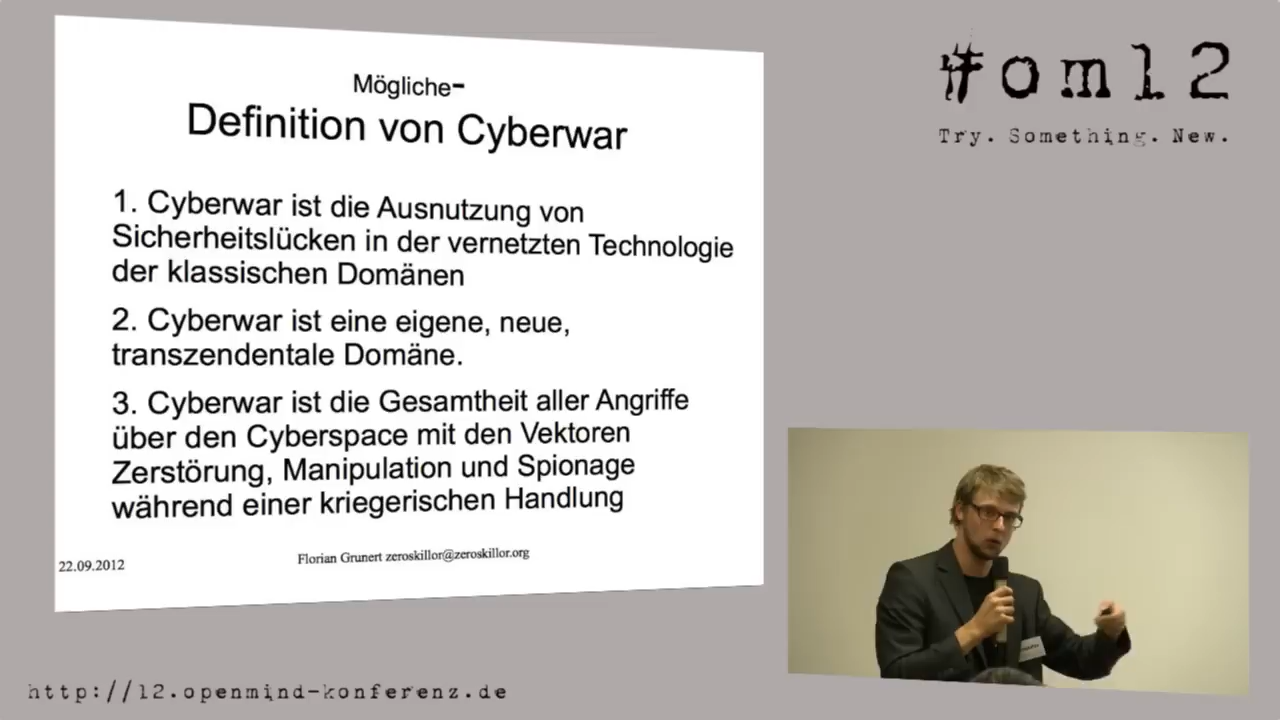 Mögliche-
Definition von Cyberwar
1. Cyberwar ist die Ausnutzung von
Sicherheitslücken in der vernetzten Technologie
der klassischen Domänen
2. Cyberwar ist eine eigene, neue,
transzendentale Domäne.
3. Cyberwar ist die Gesamtheit aller Angriffe
über den Cyberspace mit den Vektoren
Zerstörung, Manipulation und Spionage
während einer kriegerischen Handlung
22.09.2012
Florian Grunert zeroskillor@zeroskillor.org
#om12
Try. Something. New.
http://12.openmind-konferenz.de